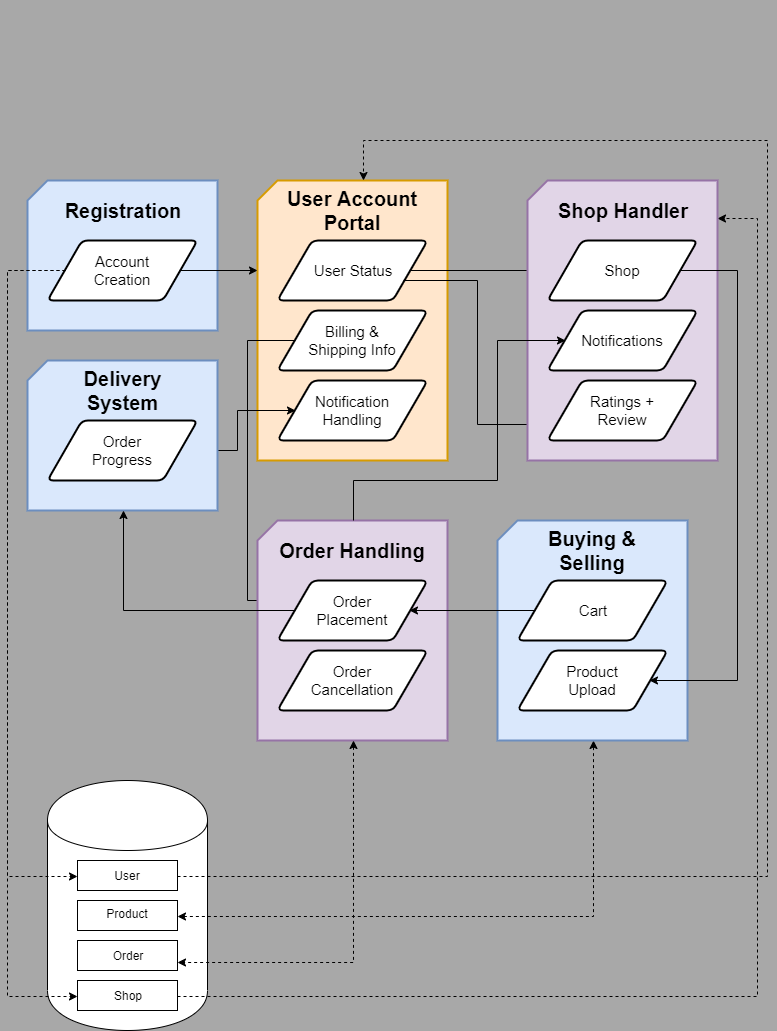 Registration
Account
Creation
User Account
Portal
User Status
Billing &
Shipping Info
Notification
Handling
Shop Handler
Shop
Notifications
Ratings +
Review
Delivery
System
Order
Progress
Order Handling
Order
Placement
Order
Cancellation
Buying &
Selling
Cart
Product
Upload
User
Product
Order
Shop